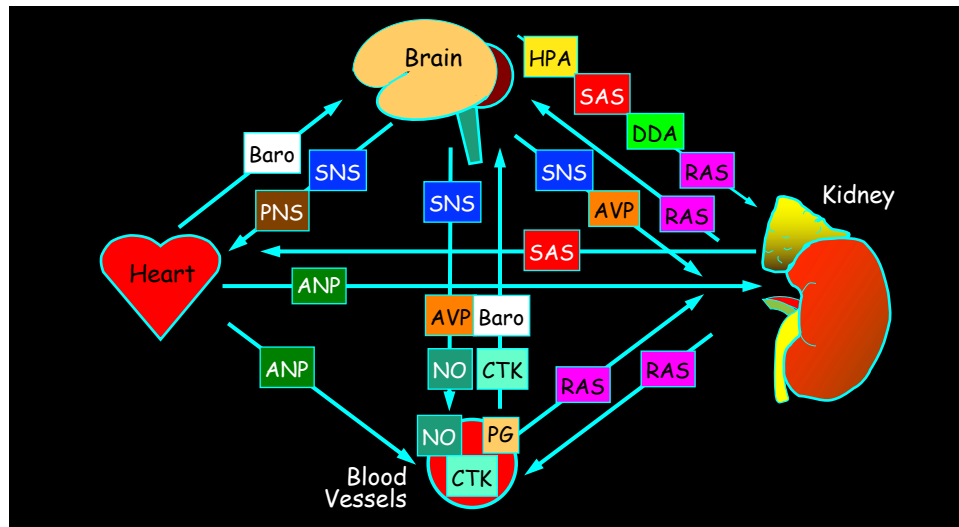 Brain
HPA
SAS
DDA
RAS
Baro
SNS
PNS
SNS
SNS
AVP
RAS
Kidney
Heart
SAS
ANP
AVP
Baro
ANP
NO
CTK
RAS
RAS
NO
PG
CTK
Blood
Vessels